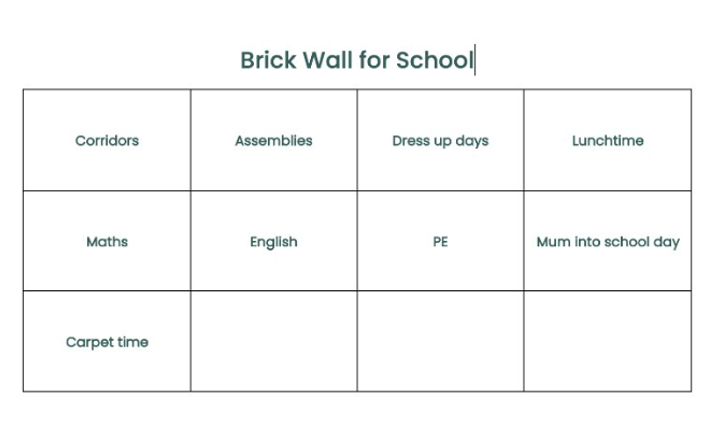 Brick Wall for School
Corridors
Assemblies
Dress up days
Lunchtime
Maths
English
PE
Mum into school day
Carpet time